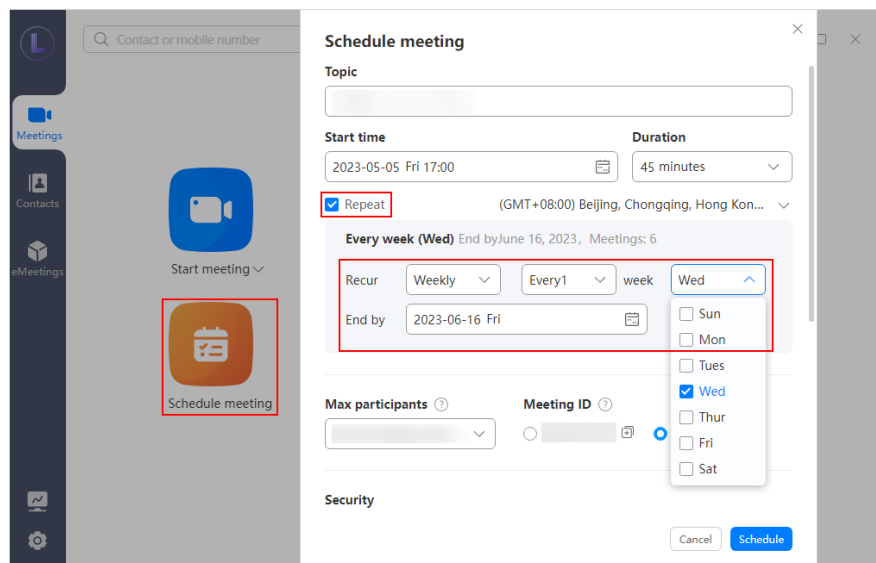 L
Contact or mobile number
Meetings
Contacts
eMeetings
Start meeting
Schedule meeting
Schedule meeting
Topic
Start time
Duration
2023-05-05 Fri 17:00
45 minutes
Repeat
(GMT+08:00) Beijing, Chongqing, Hong Kon...
Every week (Wed) End byJune 16, 2023, Meetings: 6
Recur Weekly Every1 week Wed
End by 2023-06-16 Fri
Sun
Mon
Tues
Wed
Thur
Fri
Sat
Max participants ?
Meeting ID ?
Security
Cancel
Schedule